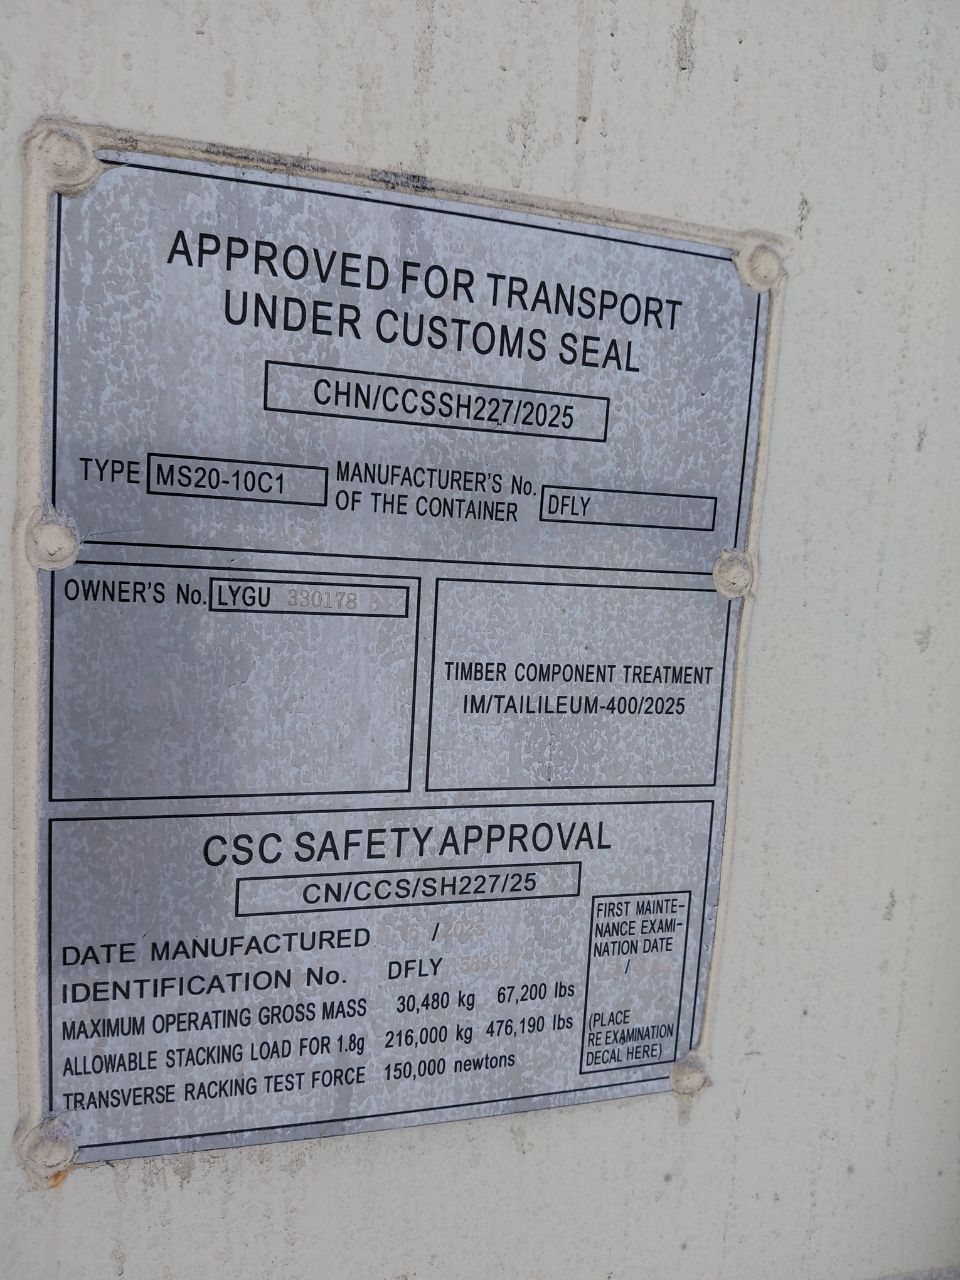 APPROVED FOR TRANSPORT
UNDER CUSTOMS SEAL
CHN/CCSSH227/2025
TYPE MS20-10C1
MANUFACTURER'S No.
OF THE CONTAINER
DFLY
OWNER'S No. LYGU 330178
TIMBER COMPONENT TREATMENT
IM/TAILILEUM-400/2025
CSC SAFETY APPROVAL
CN/CCS/SH227/25
DATE MANUFACTURED / 2025
IDENTIFICATION No. DFLY
MAXIMUM OPERATING GROSS MASS 30,480 kg 67,200 lbs
ALLOWABLE STACKING LOAD FOR 1.8g 216,000 kg 476,190 lbs
TRANSVERSE RACKING TEST FORCE 150,000 newtons
FIRST MAINTE-
NANCE EXAMI-
NATION DATE
/
(PLACE
RE EXAMINATION
DECAL HERE)